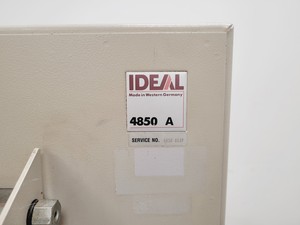 IDEAL
Made in Western Germany
4850 A
SERVICE NO.